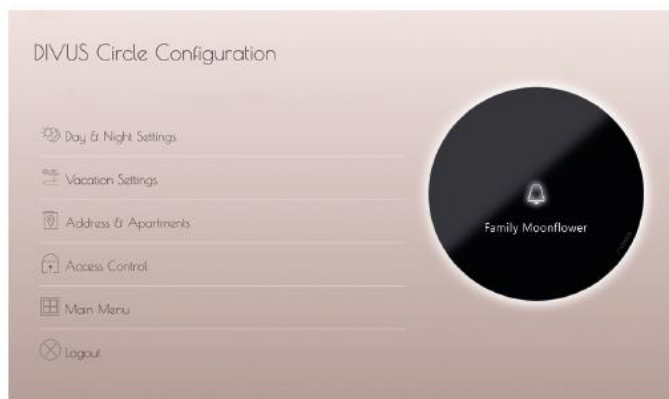 DIVUS Circle Configuration
Day & Night Settings
Vacation Settings
Address & Apartments
Access Control
Main Menu
Logout
Family Moonflower